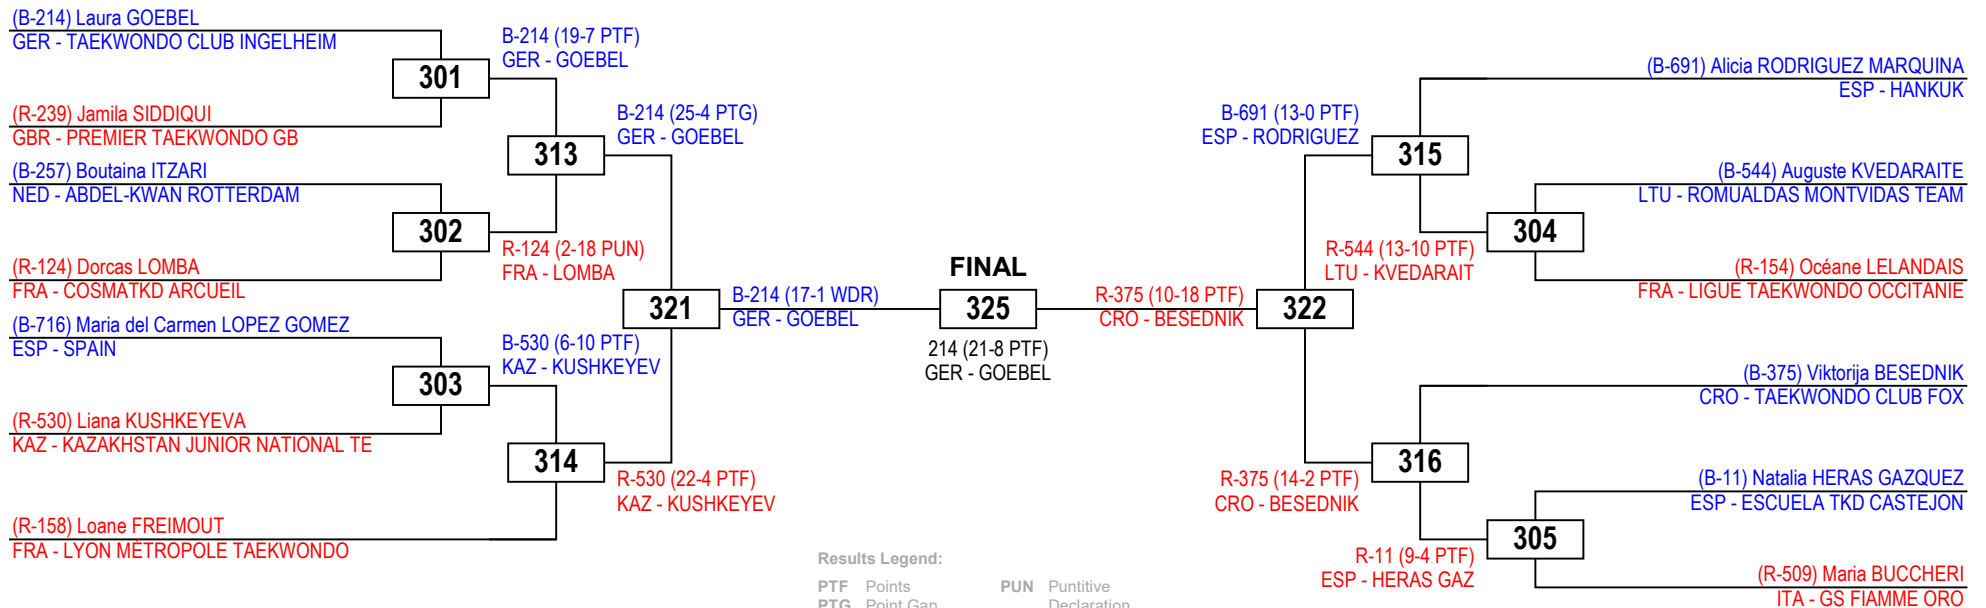 (B-214) Laura GOEBEL
GER - TAEKWONDO CLUB INGELHEIM
301
(R-239) Jamila SIDDIQUI
GBR - PREMIER TAEKWONDO GB
(B-257) Boutaina ITZARI
NED - ABDEL-KWAN ROTTERDAM
302
(R-124) Dorcas LOMBA
FRA - COSMATKD ARCUEIL
(B-716) Maria del Carmen LOPEZ GOMEZ
ESP - SPAIN
303
(R-530) Liana KUSHKEYEVA
KAZ - KAZAKHSTAN JUNIOR NATIONAL TE
(R-158) Loane FREIMOUT
FRA - LYON MÉTROPOLE TAEKWONDO
B-214 (19-7 PTF)
GER - GOEBEL
313
R-124 (2-18 PUN)
FRA - LOMBA
B-530 (6-10 PTF)
KAZ - KUSHKEYEV
314
B-214 (25-4 PTG)
GER - GOEBEL
321
R-530 (22-4 PTF)
KAZ - KUSHKEYEV
B-214 (17-1 WDR)
GER - GOEBEL
FINAL
325
214 (21-8 PTF)
GER - GOEBEL
R-375 (10-18 PTF)
CRO - BESEDNIK
322
B-691 (13-0 PTF)
ESP - RODRIGUEZ
315
R-544 (13-10 PTF)
LTU - KVEDARAIT
R-375 (14-2 PTF)
CRO - BESEDNIK
316
R-11 (9-4 PTF)
ESP - HERAS GAZ
(B-691) Alicia RODRIGUEZ MARQUINA
ESP - HANKUK
(B-544) Auguste KVEDARAITE
LTU - ROMUALDAS MONTVIDAS TEAM
304
(R-154) Océane LELANDAIS
FRA - LIGUE TAEKWONDO OCCITANIE
(B-375) Viktorija BESEDNIK
CRO - TAEKWONDO CLUB FOX
(B-11) Natalia HERAS GAZQUEZ
ESP - ESCUELA TKD CASTEJON
305
(R-509) Maria BUCCHERI
ITA - GS FIAMME ORO
Results Legend:
PTF Points
PUN Puntitive
PTG Point Gap
Declaration